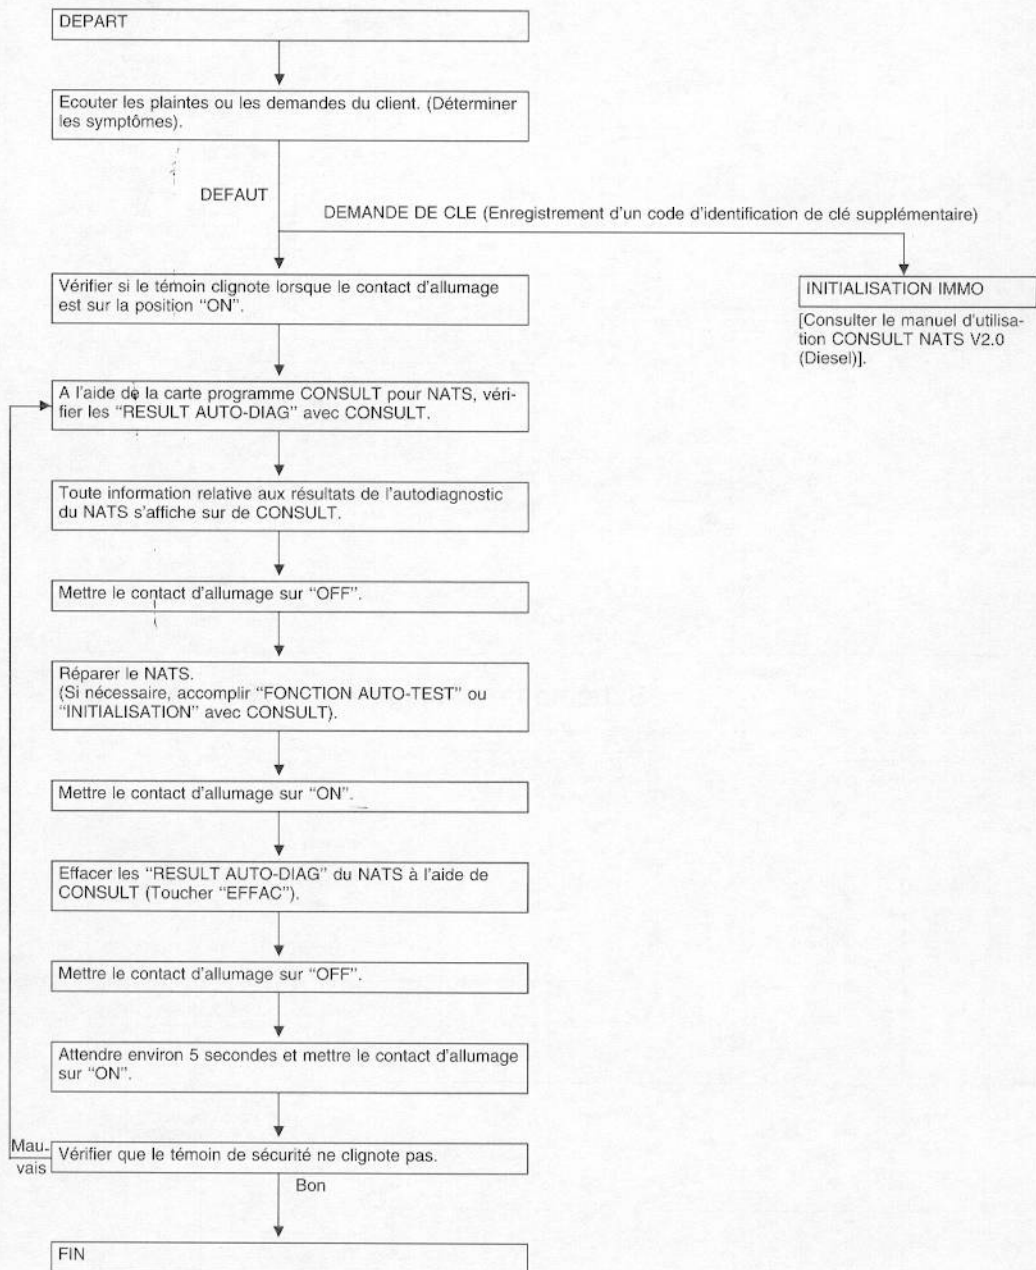 DEPART
Ecouter les plaintes ou les demandes du client. (Déterminer
les symptômes).
DEFAUT
DEMANDE DE CLE (Enregistrement d'un code d'identification de clé supplémentaire)
Vérifier si le témoin clignote lorsque le contact d'allumage
est sur la position “ON”.
INITIALISATION IMMO
[Consulter le manuel d'utilisa-
tion CONSULT NATS V2.0
(Diesel)].
A l'aide de la carte programme CONSULT pour NATS, véri-
fier les “RESULT AUTO-DIAG” avec CONSULT.
Toute information relative aux résultats de l'autodiagnostic
du NATS s'affiche sur de CONSULT.
Mettre le contact d'allumage sur “OFF”.
Réparer le NATS.
(Si nécessaire, accomplir “FONCTION AUTO-TEST” ou
“INITIALISATION” avec CONSULT).
Mettre le contact d'allumage sur “ON”.
Effacer les “RESULT AUTO-DIAG” du NATS à l'aide de
CONSULT (Toucher “EFFAC”).
Mettre le contact d'allumage sur “OFF”.
Attendre environ 5 secondes et mettre le contact d'allumage
sur “ON”.
Mau-
vais
Vérifier que le témoin de sécurité ne clignote pas.
Bon
FIN